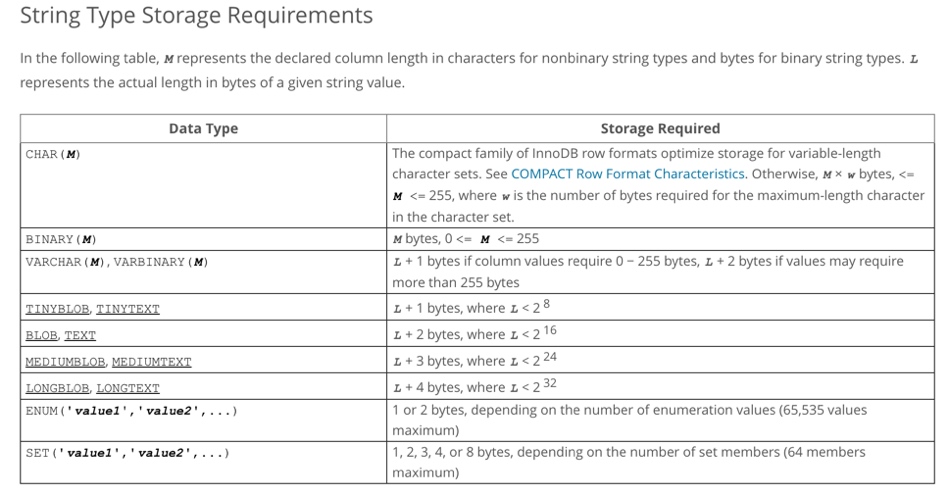 String Type Storage Requirements
In the following table, M represents the declared column length in characters for nonbinary string types and bytes for binary string types. L
represents the actual length in bytes of a given string value.
Data Type Storage Required
CHAR(M) The compact family of InnoDB row formats optimize storage for variable-length
character sets. See COMPACT Row Format Characteristics. Otherwise, M × w bytes, <=
M <= 255, where w is the number of bytes required for the maximum-length character
in the character set.
BINARY(M) M bytes, 0 <= M <= 255
VARCHAR(M), VARBINARY(M) L + 1 bytes if column values require 0 − 255 bytes, L + 2 bytes if values may require
more than 255 bytes
TINYBLOB, TINYTEXT L + 1 bytes, where L < 2 8
BLOB, TEXT L + 2 bytes, where L < 2 16
MEDIUMBLOB, MEDIUMTEXT L + 3 bytes, where L < 2 24
LONGBLOB, LONGTEXT L + 4 bytes, where L < 2 32
ENUM('value1','value2',...) 1 or 2 bytes, depending on the number of enumeration values (65,535 values
maximum)
SET('value1','value2',...) 1, 2, 3, 4, or 8 bytes, depending on the number of set members (64 members
maximum)